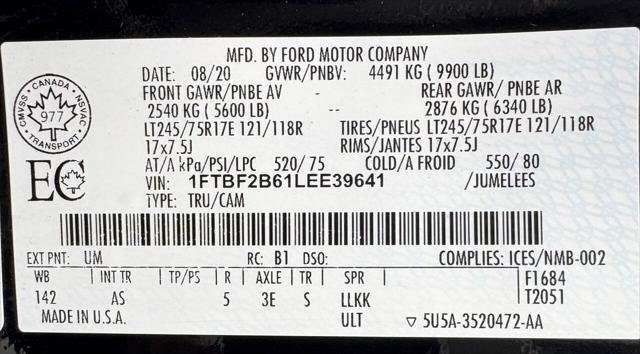 MFD. BY FORD MOTOR COMPANY
DATE: 08/20 GVWR/PNBV: 4491 KG ( 9900 LB)
FRONT GAWR/PNBE AV REAR GAWR/ PNBE AR
2540 KG ( 5600 LB) -- 2876 KG ( 6340 LB)
LT245/75R17E 121/118R TIRES/PNEUS LT245/75R17E 121/118R
17x7.5J RIMS/JANTES 17x7.5J
AT/A kPa/PSI/LPC 520/ 75 COLD/A FROID 550/ 80
VIN: 1FTBF2B61LEE39641 /JUMELEES
TYPE: TRU/CAM
CMVSS · CANADA · NSVAC
977
TRANSPORT
EC
EXT PNT: UM RC: B1 DSO: COMPLIES: ICES/NMB-002
WB INT TR TP/PS R AXLE TR SPR F1684
142 AS 5 3E S LLKK T2051
MADE IN U.S.A. ULT ▽ 5U5A-3520472-AA